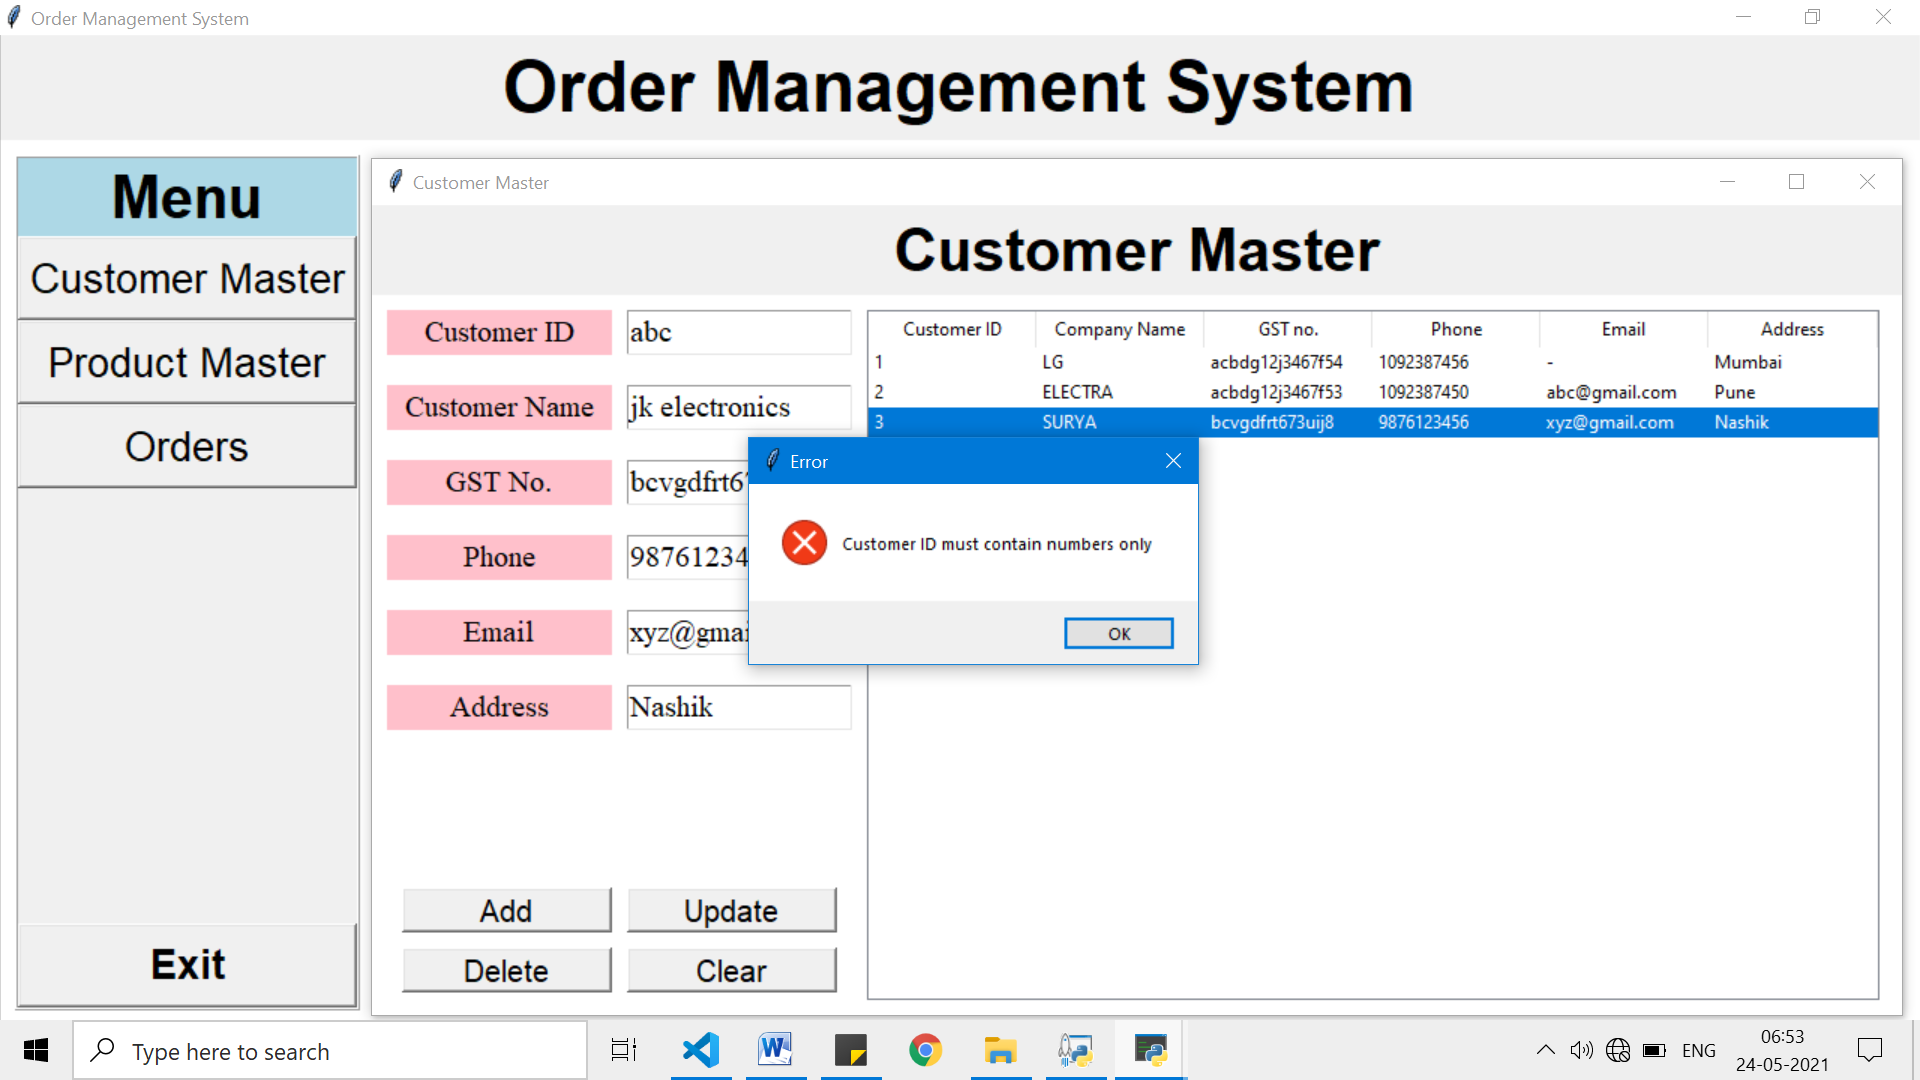 Order Management System
Order Management System
Menu
Customer Master
Product Master
Orders
Exit
Customer Master
Customer Master
Customer ID abc
Customer Name jk electronics
GST No. bcvgdfrt67
Phone 98761234
Email xyz@gmai
Address Nashik
Add Update
Delete Clear
Customer ID Company Name GST no. Phone Email Address
1 LG acbdg12j3467f54 1092387456 - Mumbai
2 ELECTRA acbdg12j3467f53 1092387450 abc@gmail.com Pune
3 SURYA bcvgdfrt673uij8 9876123456 xyz@gmail.com Nashik
Error
Customer ID must contain numbers only
OK
Type here to search
ENG
06:53
24-05-2021